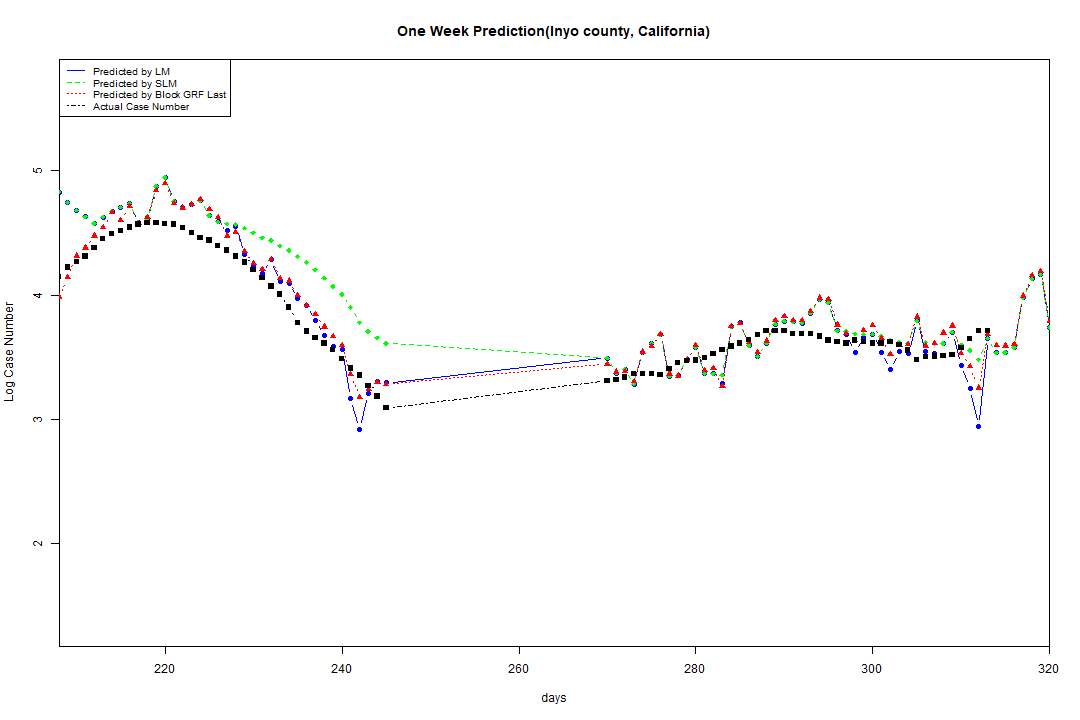 One Week Prediction(Inyo county, California)
Predicted by LM
Predicted by SLM
Predicted by Block GRF Last
Actual Case Number
5
4
3
2
Log Case Number
220 240 260 280 300 320
days